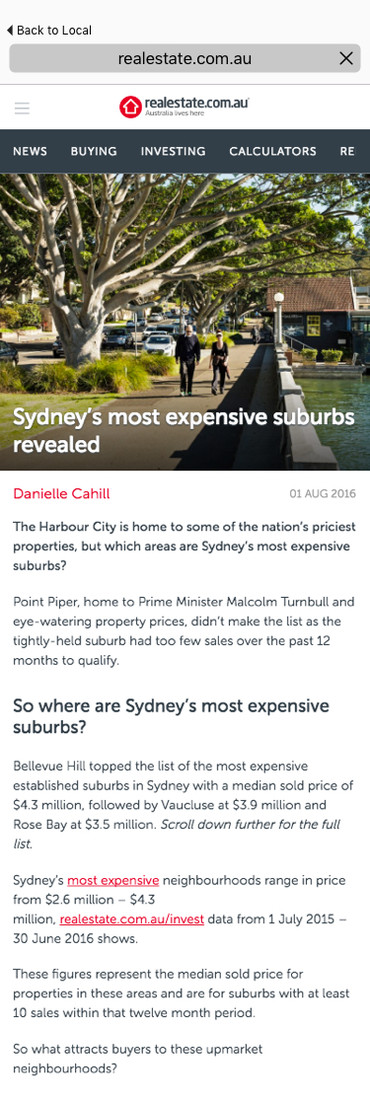 Back to Local
realestate.com.au
realestate.com.au
Australia lives here
NEWS BUYING INVESTING CALCULATORS RE
Sydney's most expensive suburbs
revealed
Danielle Cahill 01 AUG 2016
The Harbour City is home to some of the nation's priciest
properties, but which areas are Sydney's most expensive
suburbs?
Point Piper, home to Prime Minister Malcolm Turnbull and
eye-watering property prices, didn't make the list as the
tightly-held suburb had too few sales over the past 12
months to qualify.
So where are Sydney's most expensive
suburbs?
Bellevue Hill topped the list of the most expensive
established suburbs in Sydney with a median sold price of
$4.3 million, followed by Vaucluse at $3.9 million and
Rose Bay at $3.5 million. Scroll down further for the full
list.
Sydney's most expensive neighbourhoods range in price
from $2.6 million – $4.3
million, realestate.com.au/invest data from 1 July 2015 –
30 June 2016 shows.
These figures represent the median sold price for
properties in these areas and are for suburbs with at least
10 sales within that twelve month period.
So what attracts buyers to these upmarket
neighbourhoods?